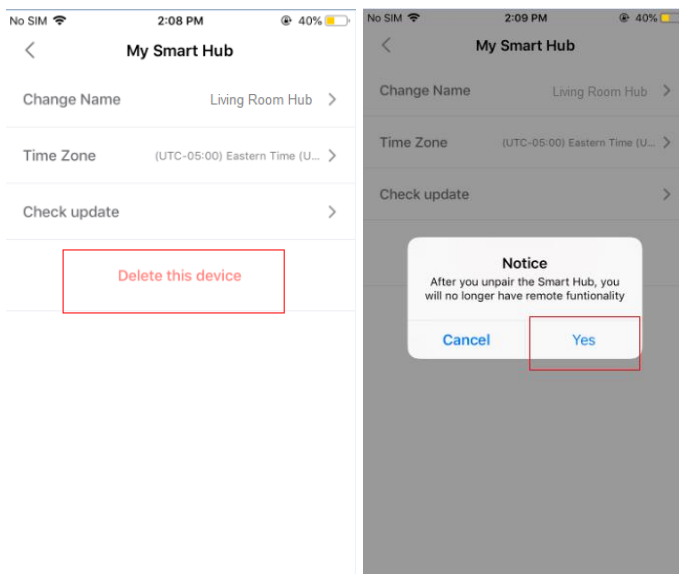 No SIM 2:08 PM 40%
My Smart Hub
Change Name Living Room Hub
Time Zone (UTC-05:00) Eastern Time (U...
Check update
Delete this device
No SIM 2:09 PM 40%
My Smart Hub
Change Name Living Room Hub
Time Zone (UTC-05:00) Eastern Time (U...
Check update
Notice
After you unpair the Smart Hub, you
will no longer have remote funtionality
Cancel Yes